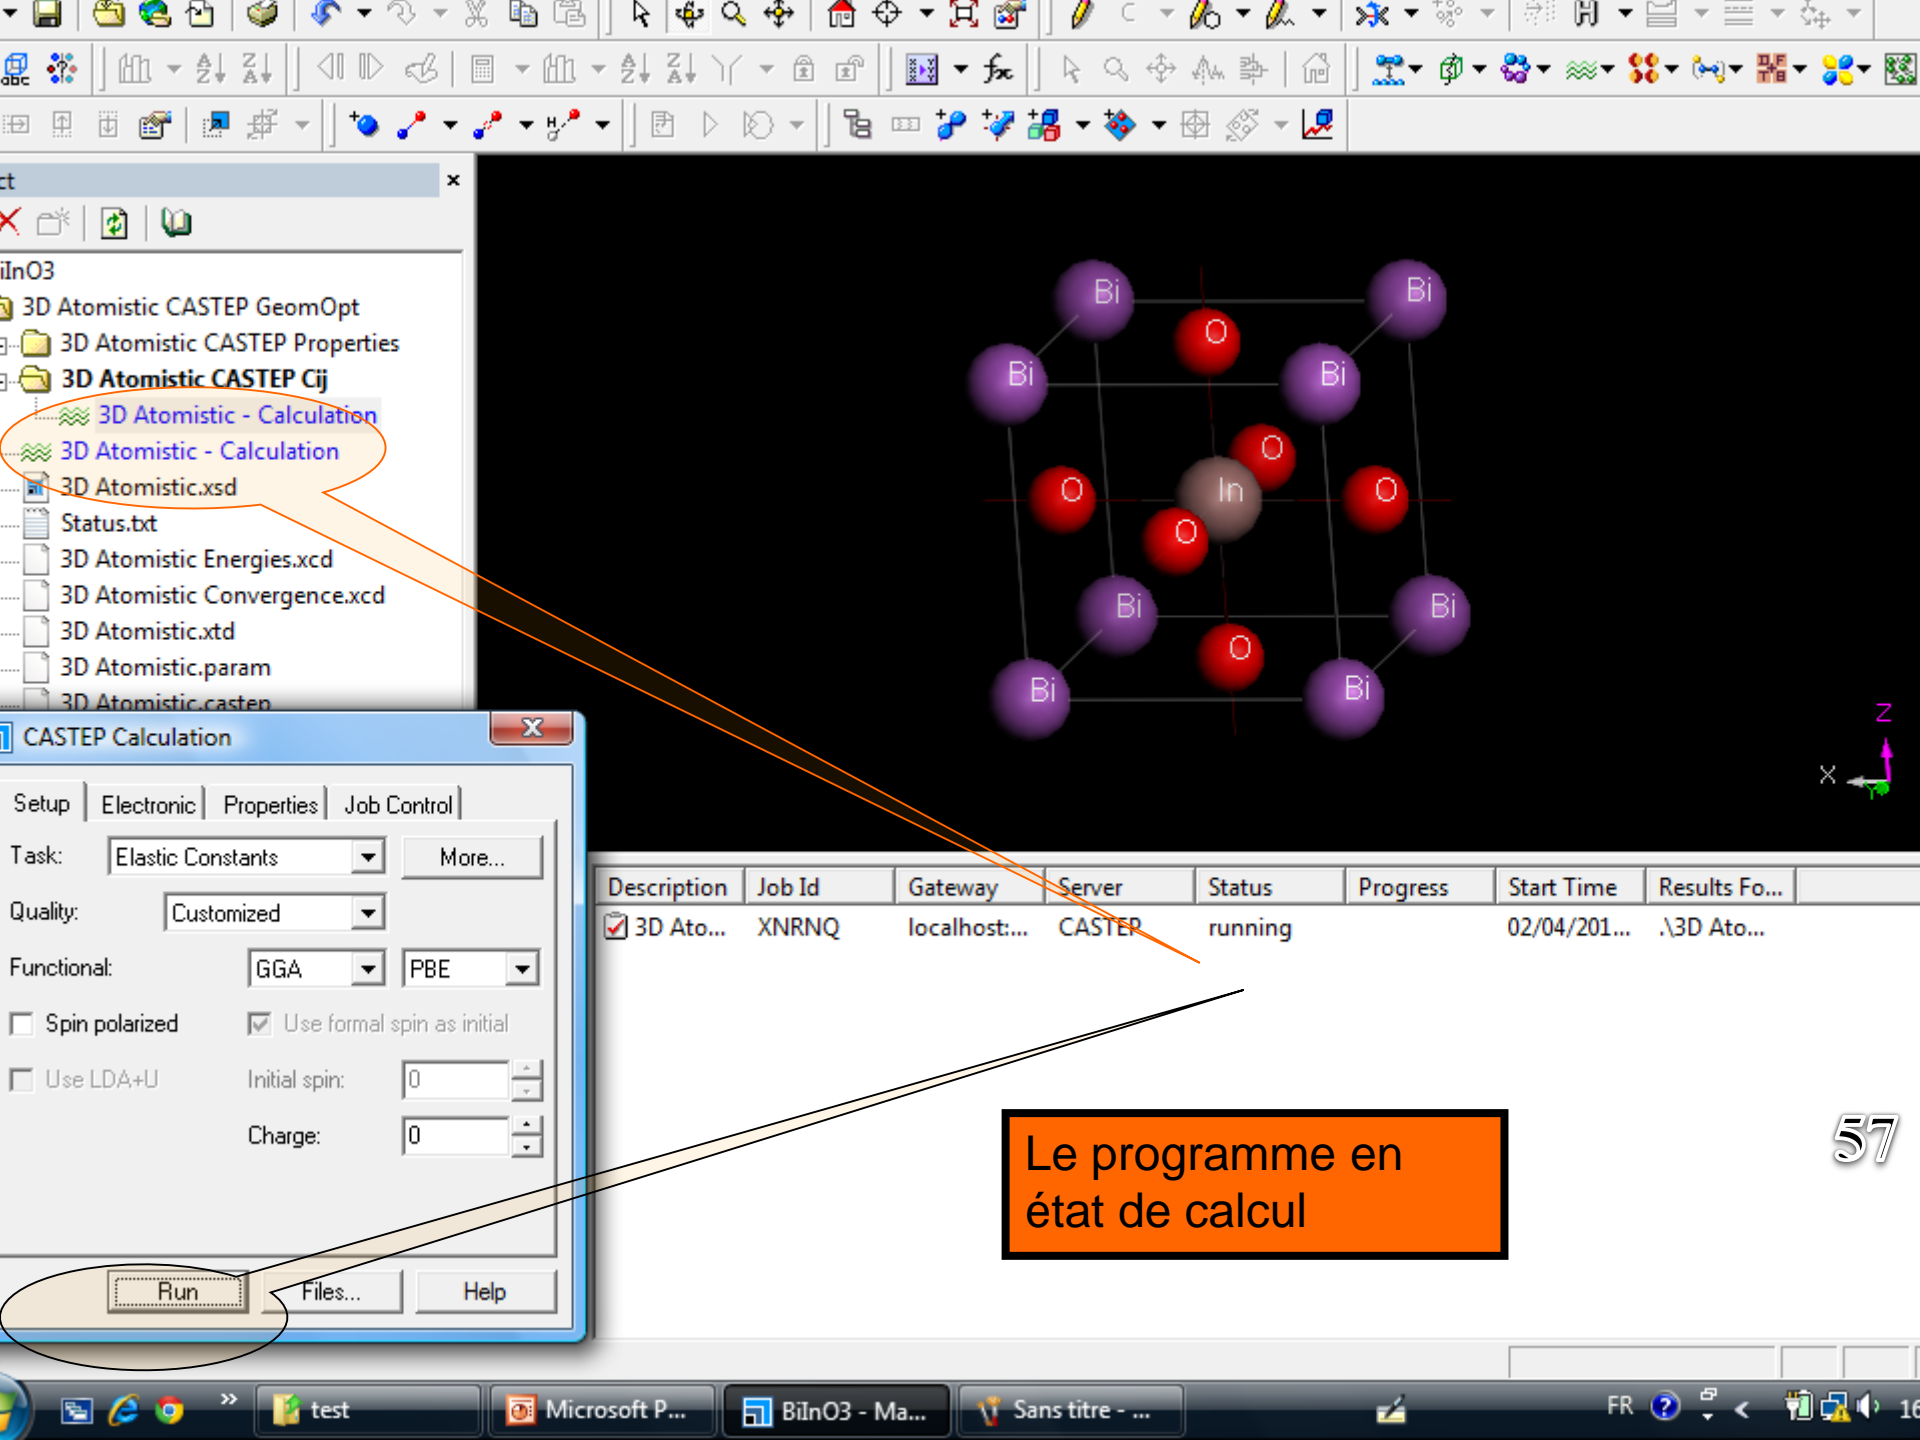 ct
iInO3
3D Atomistic CASTEP GeomOpt
3D Atomistic CASTEP Properties
3D Atomistic CASTEP Cij
3D Atomistic - Calculation
3D Atomistic - Calculation
3D Atomistic.xsd
Status.txt
3D Atomistic Energies.xcd
3D Atomistic Convergence.xcd
3D Atomistic.xtd
3D Atomistic.param
3D Atomistic.castep
Bi Bi
O
Bi Bi
O
O In O
O
Bi Bi
O
Bi Bi
Z
X
Y
CASTEP Calculation
Setup Electronic Properties Job Control
Task: Elastic Constants More...
Quality: Customized
Functional: GGA PBE
Spin polarized Use formal spin as initial
Use LDA+U Initial spin: 0
Charge: 0
Run Files... Help
Description Job Id Gateway Server Status Progress Start Time Results Fo...
3D Ato... XNRNQ localhost:... CASTEP running 02/04/201... .\3D Ato...
Le programme en
état de calcul
57
test Microsoft P... BiInO3 - Ma... Sans titre - ... FR 16